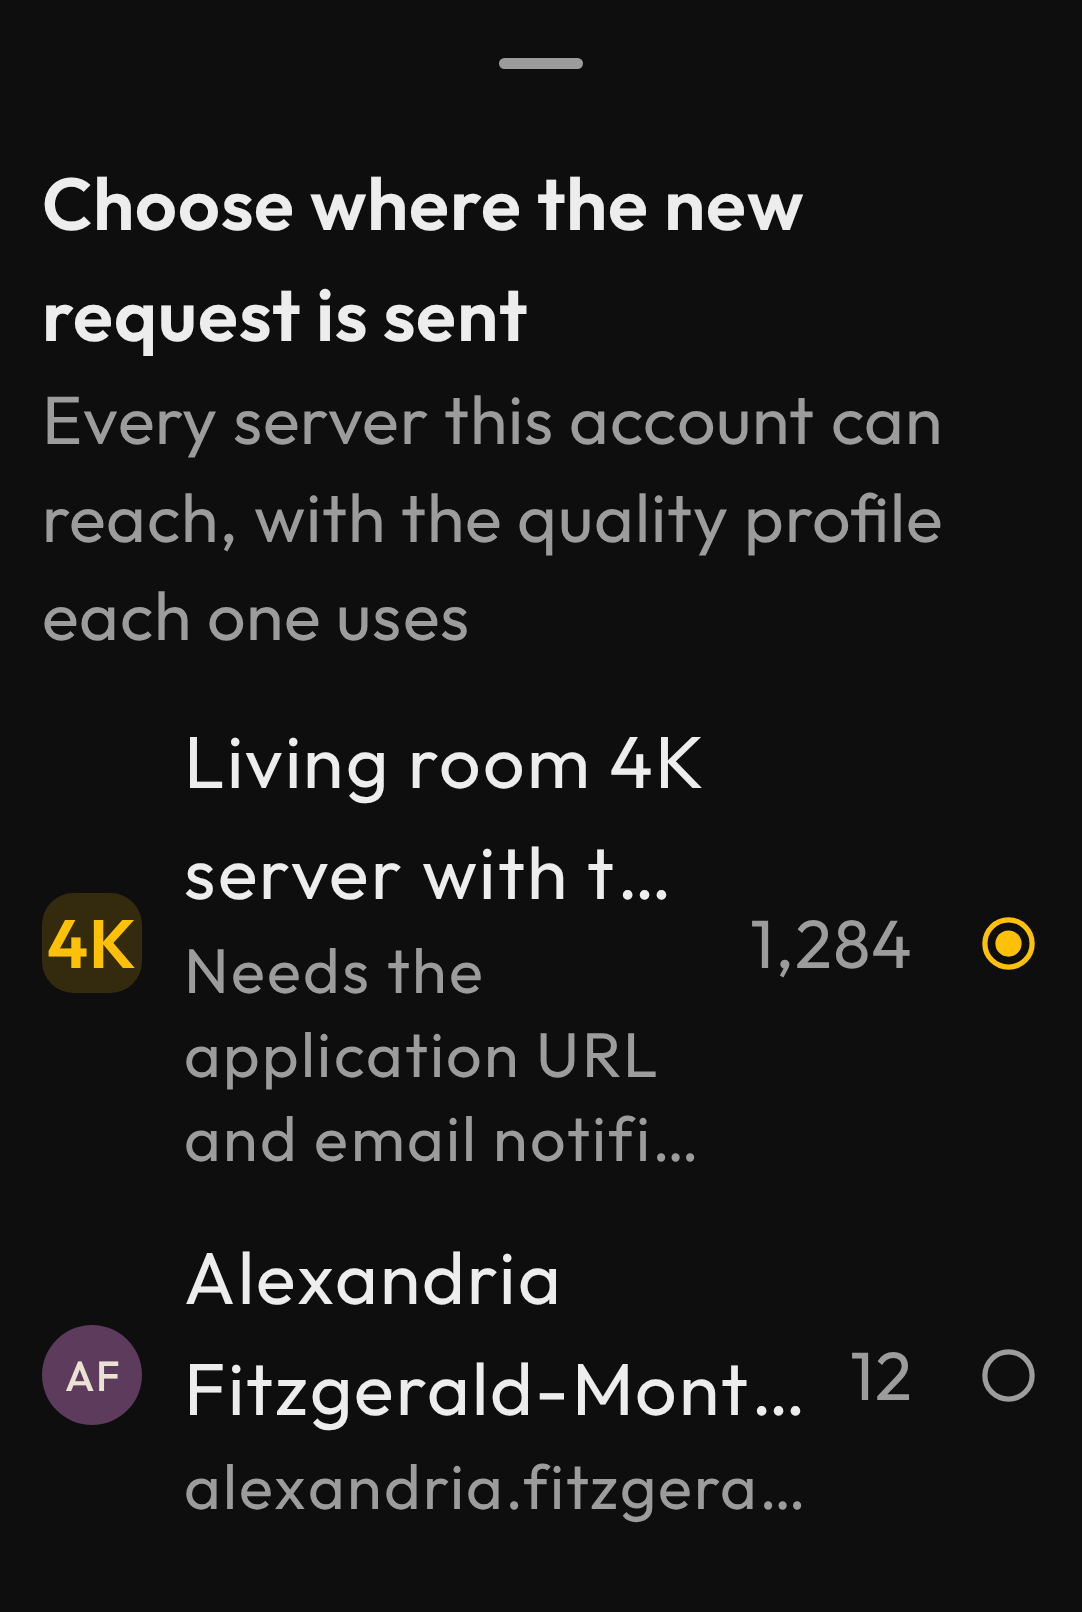 Choose where the new
request is sent
Every server this account can
reach, with the quality profile
each one uses
4K
Living room 4K
server with t…
Needs the
application URL
and email notifi…
1,284
AF
Alexandria
Fitzgerald-Mont…
alexandria.fitzgera…
12